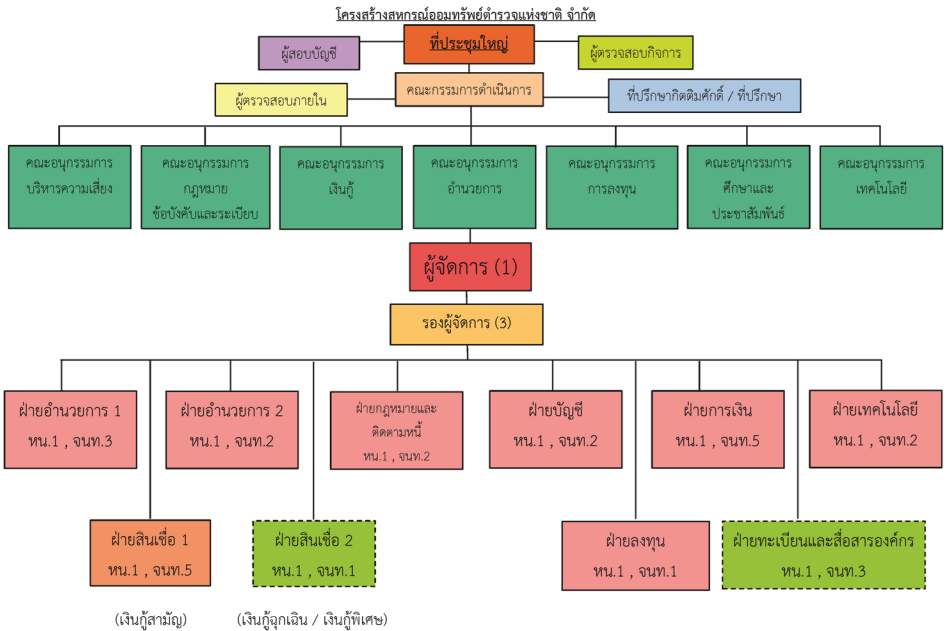 โครงสร้างสหกรณ์ออมทรัพย์ตำรวจแห่งชาติ จำกัด
ที่ประชุมใหญ่
ผู้สอบบัญชี
ผู้ตรวจสอบกิจการ
คณะกรรมการดำเนินการ
ผู้ตรวจสอบภายใน
ที่ปรึกษากิตติมศักดิ์ / ที่ปรึกษา
คณะอนุกรรมการ
บริหารความเสี่ยง
คณะอนุกรรมการ
กฎหมาย
ข้อบังคับและระเบียบ
คณะอนุกรรมการ
เงินกู้
คณะอนุกรรมการ
อำนวยการ
คณะอนุกรรมการ
การลงทุน
คณะอนุกรรมการ
ศึกษาและ
ประชาสัมพันธ์
คณะอนุกรรมการ
เทคโนโลยี
ผู้จัดการ (1)
รองผู้จัดการ (3)
ฝ่ายอำนวยการ 1
หน.1 , จนท.3
ฝ่ายอำนวยการ 2
หน.1 , จนท.2
ฝ่ายกฎหมายและ
ติดตามหนี้
หน.1 , จนท.2
ฝ่ายบัญชี
หน.1 , จนท.2
ฝ่ายการเงิน
หน.1 , จนท.5
ฝ่ายเทคโนโลยี
หน.1 , จนท.2
ฝ่ายสินเชื่อ 1
หน.1 , จนท.5
ฝ่ายสินเชื่อ 2
หน.1 , จนท.1
ฝ่ายลงทุน
หน.1 , จนท.1
ฝ่ายทะเบียนและสื่อสารองค์กร
หน.1 , จนท.3
(เงินกู้สามัญ)
(เงินกู้ฉุกเฉิน / เงินกู้พิเศษ)